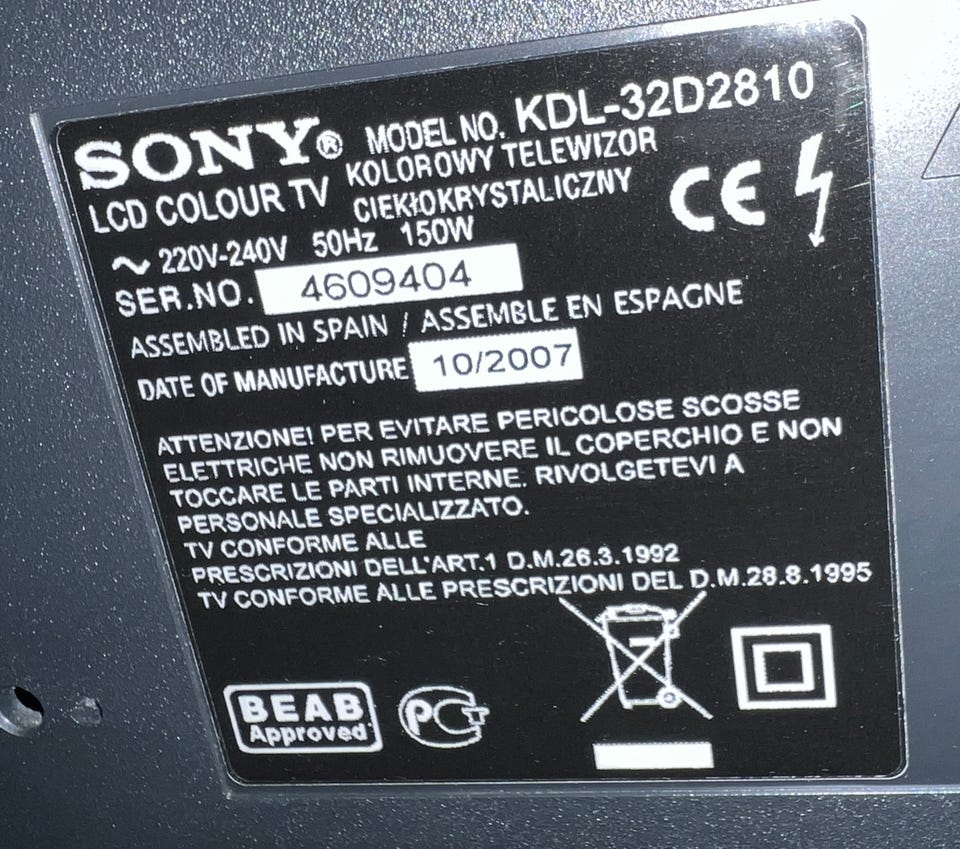 SONY® MODEL NO. KDL-32D2810
LCD COLOUR TV KOLOROWY TELEWIZOR
CIEKŁOKRYSTALICZNY
~ 220V-240V 50Hz 150W
SER.NO. 4609404
ASSEMBLED IN SPAIN / ASSEMBLE EN ESPAGNE
DATE OF MANUFACTURE 10/2007
CE
ATTENZIONE! PER EVITARE PERICOLOSE SCOSSE
ELETTRICHE NON RIMUOVERE IL COPERCHIO E NON
TOCCARE LE PARTI INTERNE. RIVOLGETEVI A
PERSONALE SPECIALIZZATO.
TV CONFORME ALLE
PRESCRIZIONI DELL'ART.1 D.M.26.3.1992
TV CONFORME ALLE PRESCRIZIONI DEL D.M.28.8.1995
BEAB
Approved
PCT